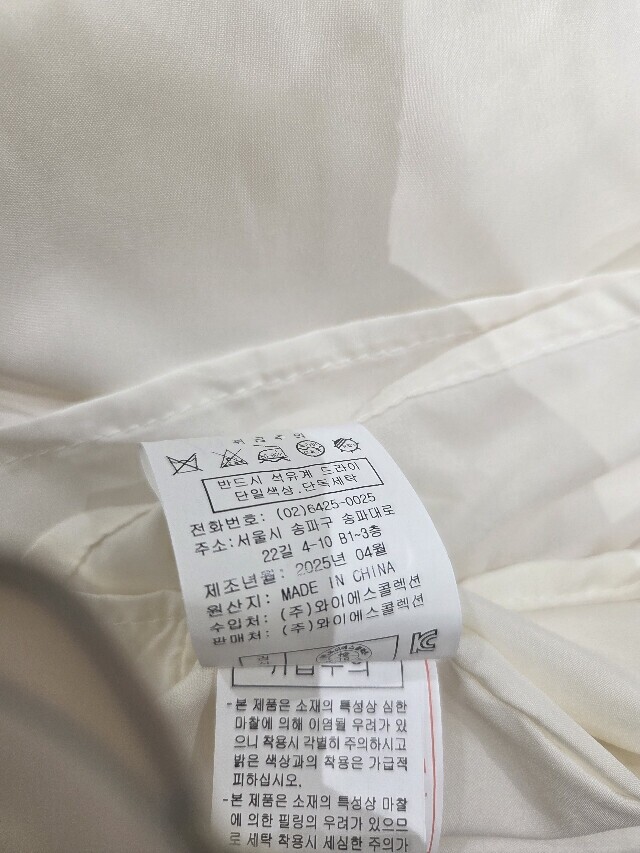 반드시 석유계 드라이
단일색상.단독세탁
전화번호: (02)6425-0025
주소:서울시 송파구 송파대로
22길 4-10 B1~3층
제조년월: 2025년 04월
원산지: MADE IN CHINA
수입처: (주)와이에스콜렉션
판매처: (주)와이에스콜렉션
-본 제품은 소재의 특성상 심한
마찰에 의해 이염될 우려가 있
으니 착용시 각별히 주의하시고
밝은 색상과의 착용은 가급적
피하십시오.
-본 제품은 소재의 특성상 마찰
에 의한 필링의 우려가 있으므
로 세탁 착용시 세심한 주의가